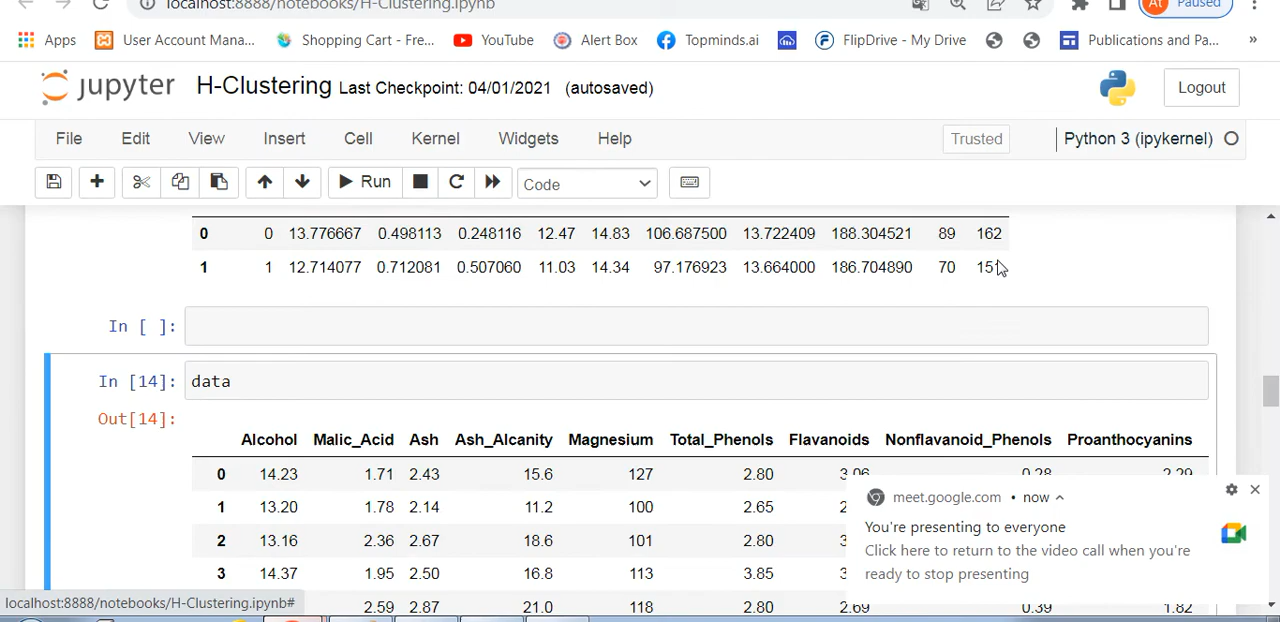 localhost:8888/notebooks/H-Clustering.ipynb
At Paused
Apps User Account Mana... Shopping Cart - Fre... YouTube Alert Box Topminds.ai FlipDrive - My Drive Publications and Pa... »
jupyter H-Clustering Last Checkpoint: 04/01/2021 (autosaved) Logout
File Edit View Insert Cell Kernel Widgets Help Trusted Python 3 (ipykernel)
Run Code
0 0 13.776667 0.498113 0.248116 12.47 14.83 106.687500 13.722409 188.304521 89 162
1 1 12.714077 0.712081 0.507060 11.03 14.34 97.176923 13.664000 186.704890 70
In [ ]:
In [14]: data
Out[14]:
Alcohol Malic_Acid Ash Ash_Alcanity Magnesium Total_Phenols Flavanoids Nonflavanoid_Phenols Proanthocyanins
0 14.23 1.71 2.43 15.6 127 2.80 3.06 0.28 2.29
1 13.20 1.78 2.14 11.2 100 2.65
2 13.16 2.36 2.67 18.6 101 2.80
3 14.37 1.95 2.50 16.8 113 3.85
2.59 2.87 21.0 118 2.80 2.69 0.39 1.82
meet.google.com • now
You're presenting to everyone
Click here to return to the video call when you're
ready to stop presenting
localhost:8888/notebooks/H-Clustering.ipynb#